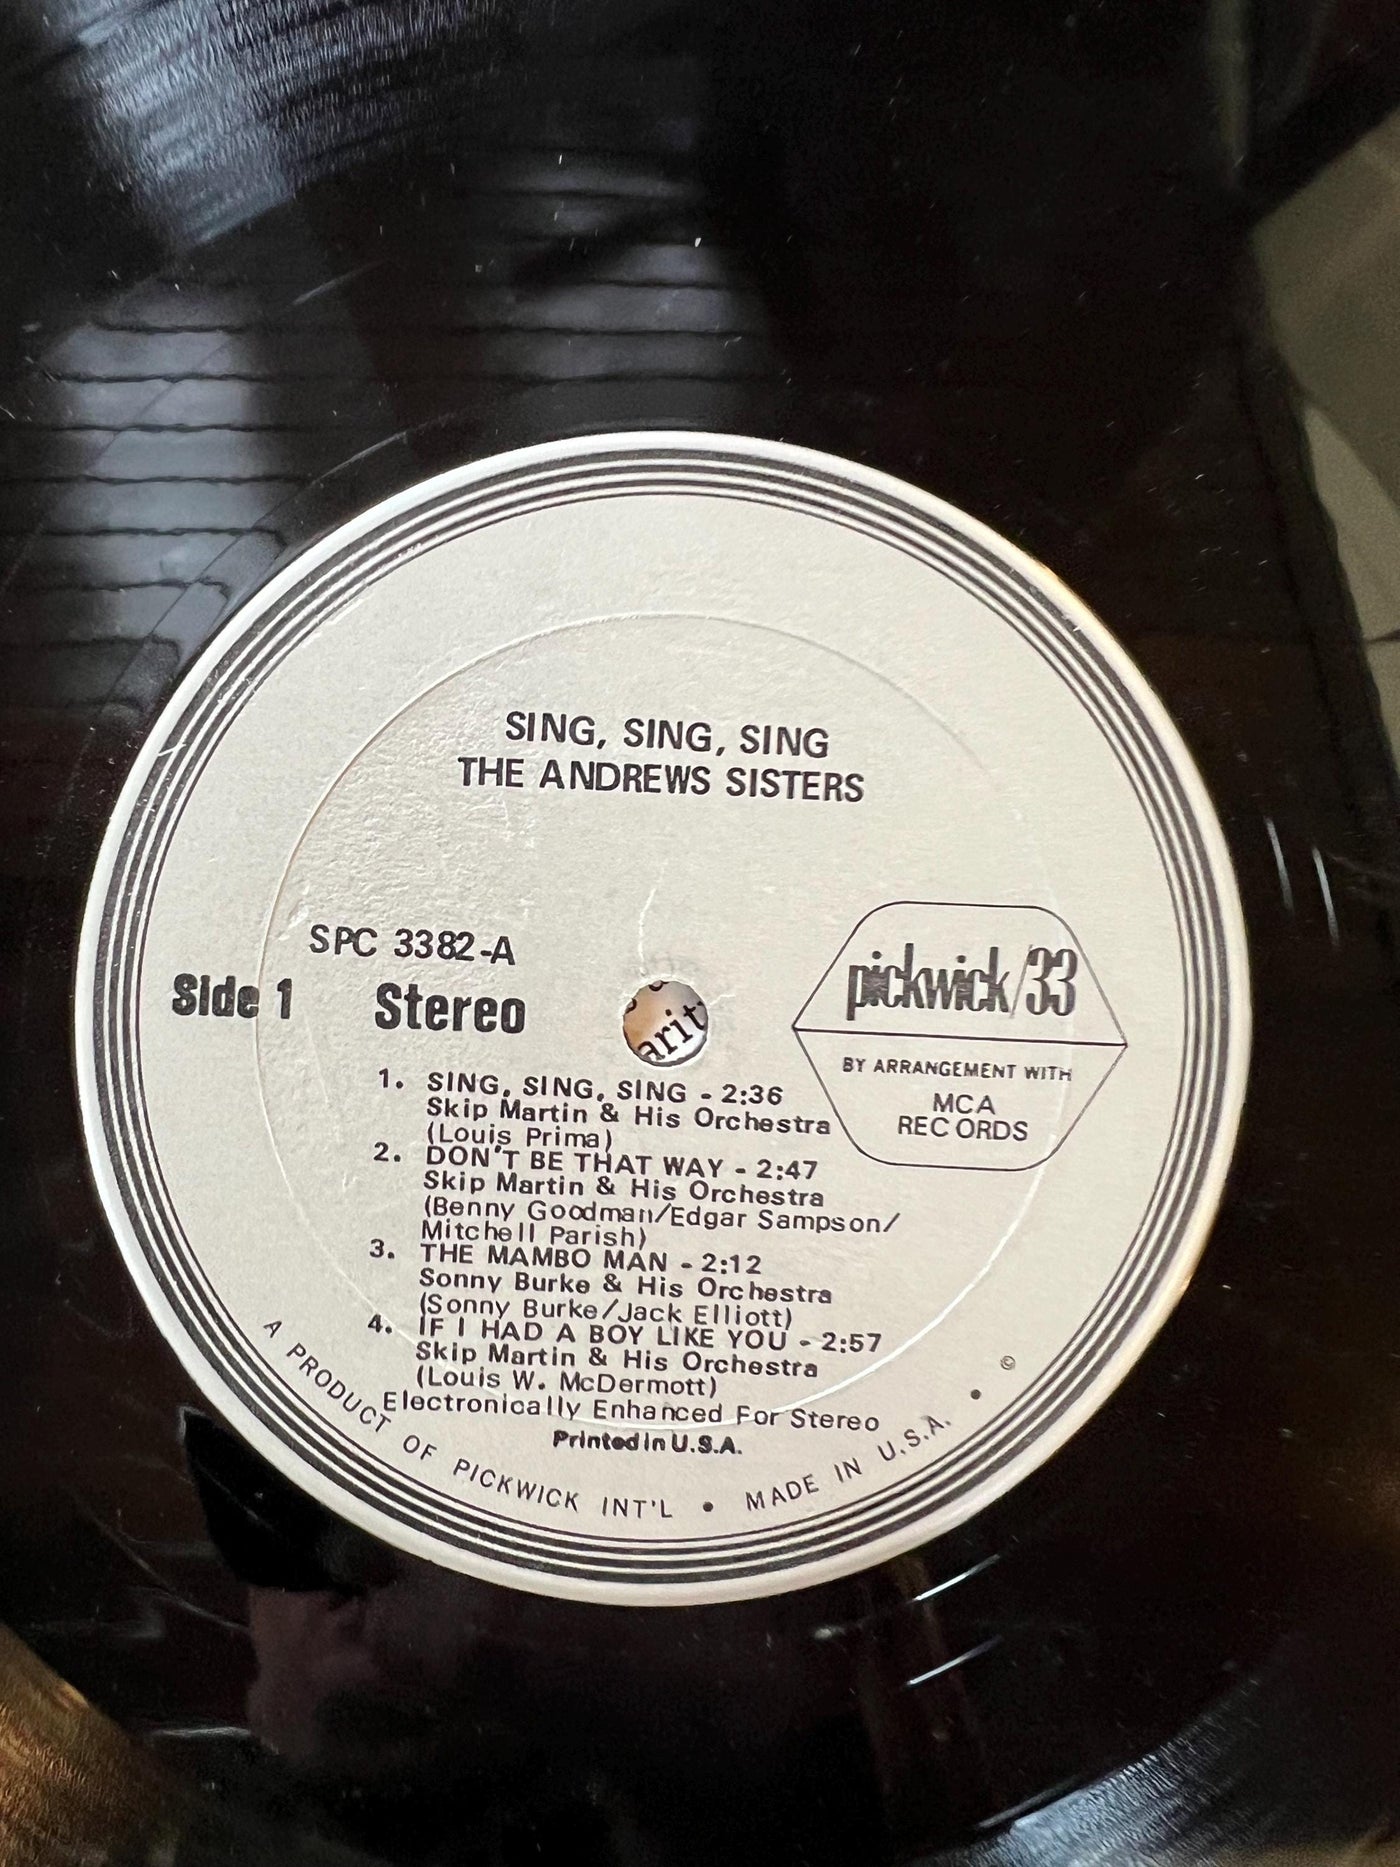 SING, SING, SING
THE ANDREWS SISTERS
SPC 3382-A
Side 1
Stereo
arit
pickwick/33
BY ARRANGEMENT WITH
MCA
RECORDS
1. SING, SING, SING - 2:36
Skip Martin & His Orchestra
(Louis Prima)
2. DON'T BE THAT WAY - 2:47
Skip Martin & His Orchestra
(Benny Goodman/Edgar Sampson/
Mitchell Parish)
3. THE MAMBO MAN - 2:12
Sonny Burke & His Orchestra
(Sonny Burke/Jack Elliott)
4. IF I HAD A BOY LIKE YOU - 2:57
Skip Martin & His Orchestra
(Louis W. McDermott)
Electronically Enhanced For Stereo
Printed in U.S.A.
A PRODUCT OF PICKWICK INT'L • MADE IN U.S.A. • ©